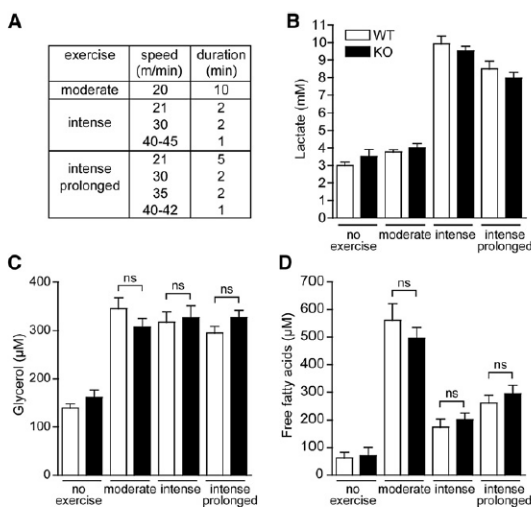 A
exercise speed duration
(m/min) (min)
moderate 20 10
intense
21 2
30 2
40-45 1
intense
prolonged
21 5
30 2
35 2
40-42 1
B
WT
KO
Lactate (mM)
11
10
9
8
7
6
5
4
3
2
1
0
no
exercise
moderate
intense
intense
prolonged
C
Glycerol (µM)
400
300
200
100
0
ns
ns
ns
no
exercise
moderate
intense
intense
prolonged
D
Free fatty acids (µM)
700
600
500
400
300
200
100
0
ns
ns
ns
no
exercise
moderate
intense
intense
prolonged